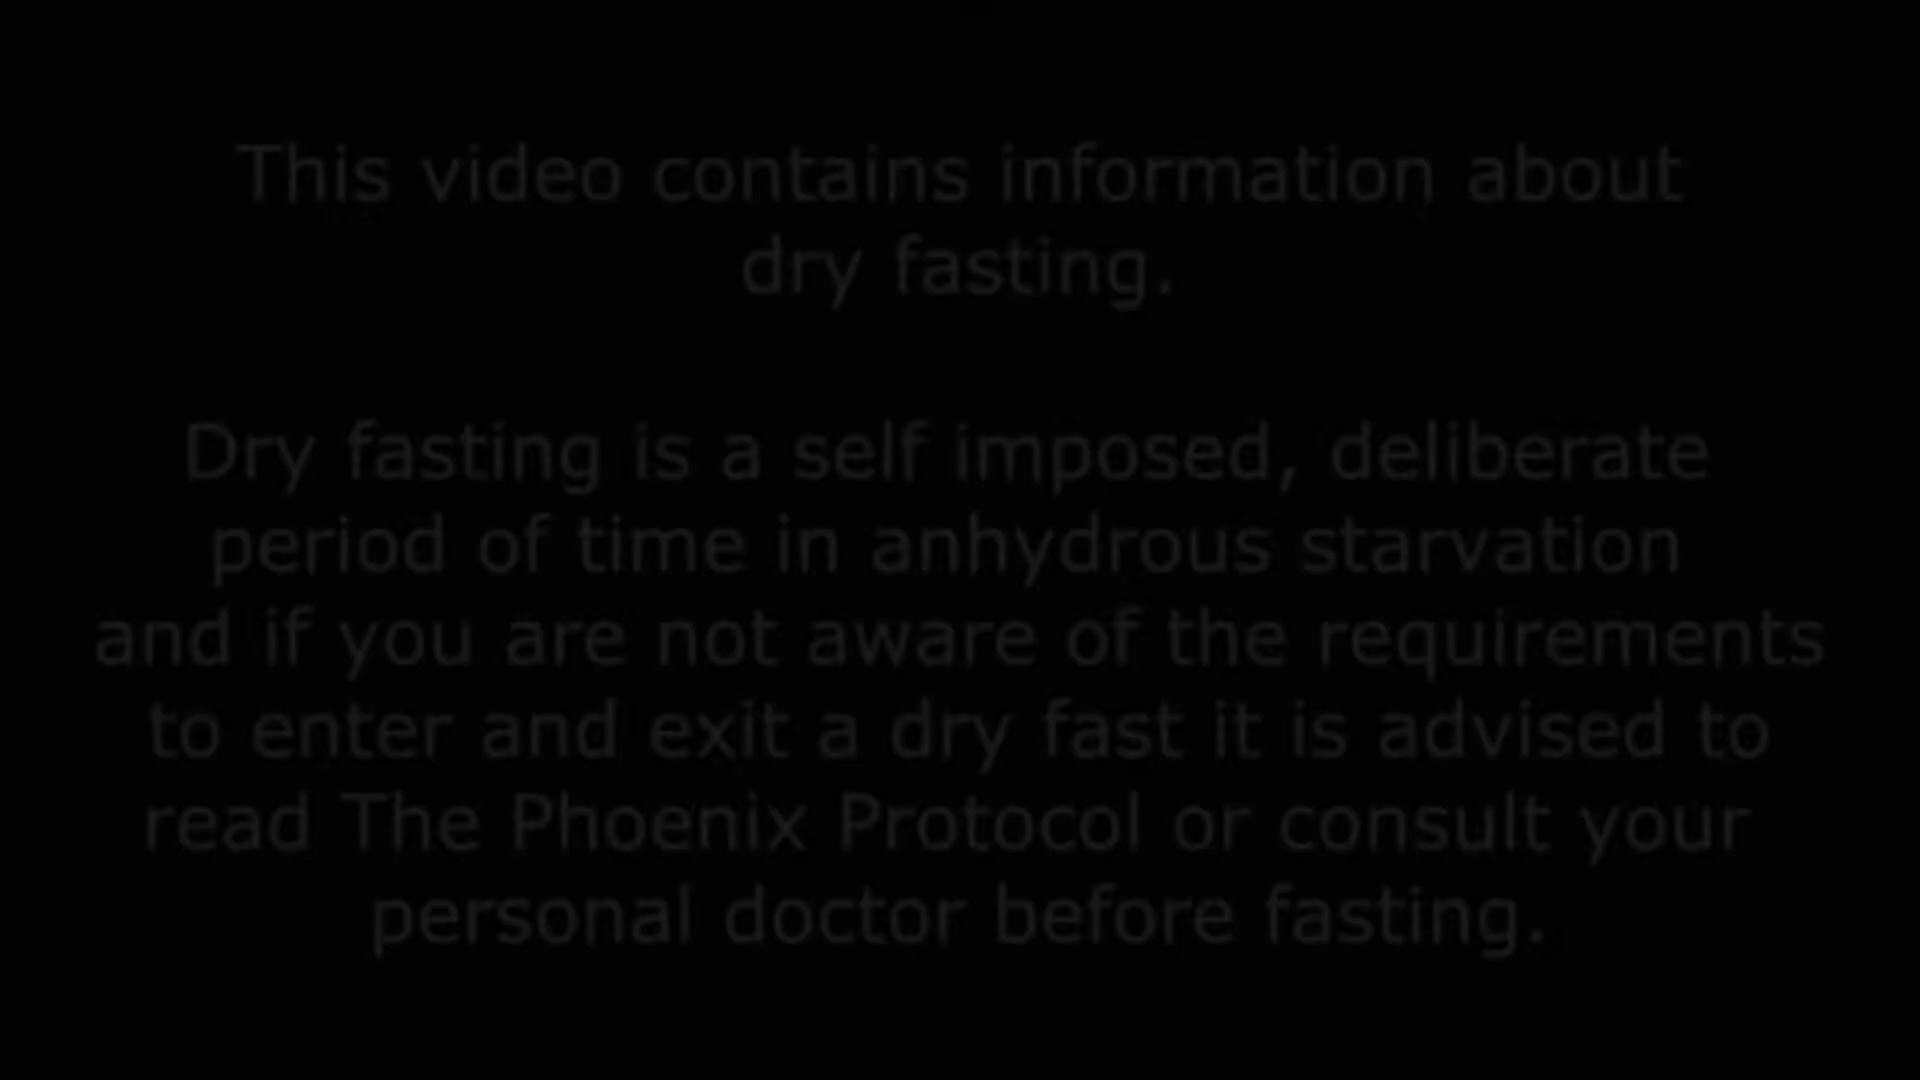 This video contains information about
dry fasting.
Dry fasting is a self imposed, deliberate
period of time in anhydrous starvation
and if you are not aware of the requirements
to enter and exit a dry fast it is advised to
read The Phoenix Protocol or consult your
personal doctor before fasting.